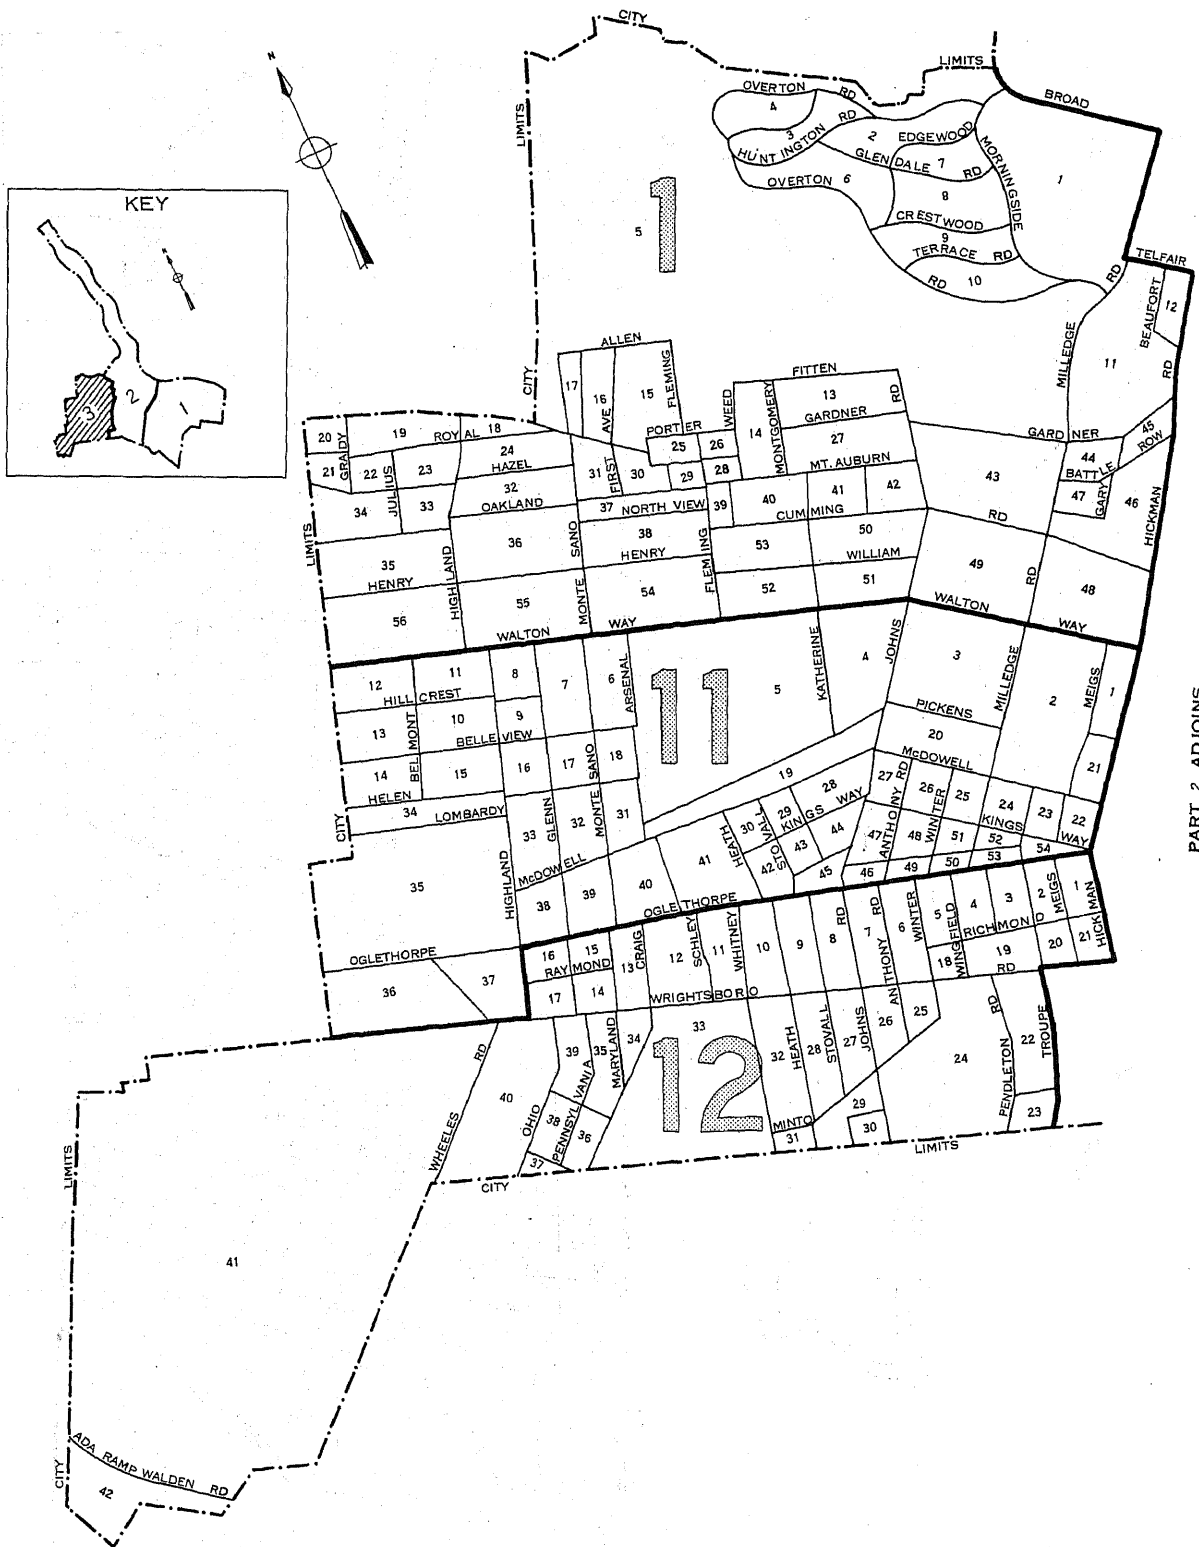 CITY
LIMITS
BROAD
N
LIMITS
OVERTON RD
4
3
HUNTINGTON RD
2
EDGEWOOD
GLENDALE RD
7
MORNINGSIDE RD
1
OVERTON RD
6
8
CRESTWOOD
9
TERRACE RD
10
KEY
N
3
2
1
1
5
TELFAIR
BEAUFORT
12
MILLEDGE RD
11
RD
CITY
ALLEN
17
16
AVE
15
FLEMING
WEED
FITTEN
13
MONTGOMERY
GARDNER
RD
14
27
PORTER
25
26
20
GRAIDY
19
ROYAL
18
24
HAZEL
21
22
JULIUS
23
32
OAKLAND
31
FIRST
30
29
28
MT. AUBURN
43
GARDNER
44
45
BATTLE ROW
47
GARY
46
HICKMAN
34
33
37
NORTH VIEW
39
40
41
42
CUMMING
RD
LIMITS
35
HENRY
HIGHLAND
36
MONTE SANO
38
HENRY
FLEMING
53
50
WILLIAM
49
RD
48
56
55
54
52
51
WALTON WAY
WALTON WAY
12
11
HILL CREST
8
7
6
ARSENAL
11
5
KATHERINE
4
JOHNS
3
MILLEDGE
2
MEIGS
1
13
BELMONT
10
9
BELLE VIEW
PICKENS
20
McDOWELL
21
14
HELEN
15
16
17
MONTE SANO
18
19
34
LOMBARDY
CITY
33
GLENN
32
31
30
HEATH
STOVALL
29
28
KINGS WAY
27
ANTHONY RD
26
WINTER
25
24
23
22
KINGS WAY
35
HIGHLAND
McDOWELL
38
39
40
41
42
43
44
45
47
46
48
49
51
50
52
53
54
OGLETHORPE
PART 2 ADJOINS
OGLETHORPE
36
37
16
15
RAYMOND
17
14
13
CRAIG
12
SCHLEY
11
WHITNEY
10
9
8
RD
7
RD
6
WINTER
5
WINGFIELD
4
3
2
MEIGS
1
RICHMOND
18
19
20
21
HICKMAN
WRIGHTSBORO RD
12
33
34
39
35
MARYLAND
PENNSYLVANIA
OHIO
38
36
37
WHEELES RD
40
32
HEATH
28
STOVALL
27
JOHNS
26
ANTHONY
25
24
RD
PENDLETON
22
TROUPE
23
MINTO
31
29
30
LIMITS
CITY
LIMITS
41
ADA RAMP WALDEN RD
CITY
42